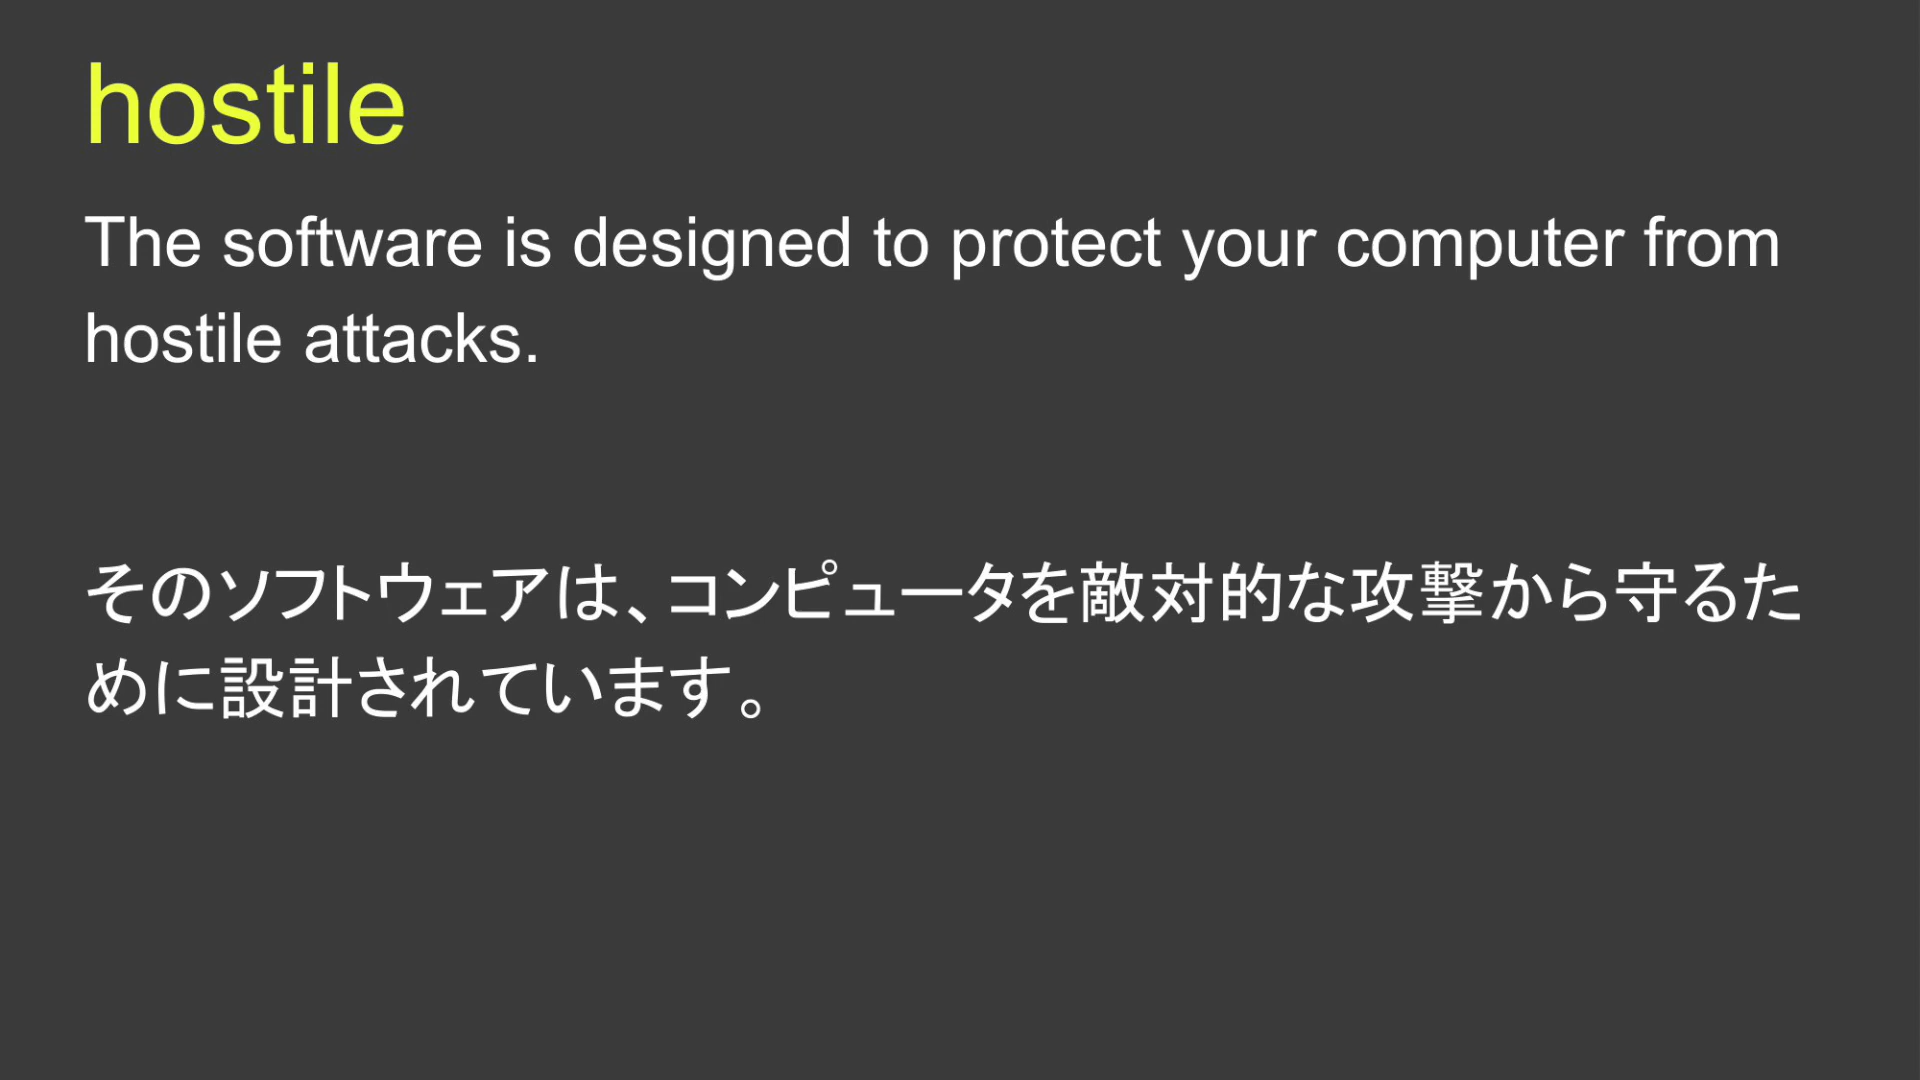 hostile
The software is designed to protect your computer from
hostile attacks.
そのソフトウェアは、コンピュータを敵対的な攻撃から守るた
めに設計されています。